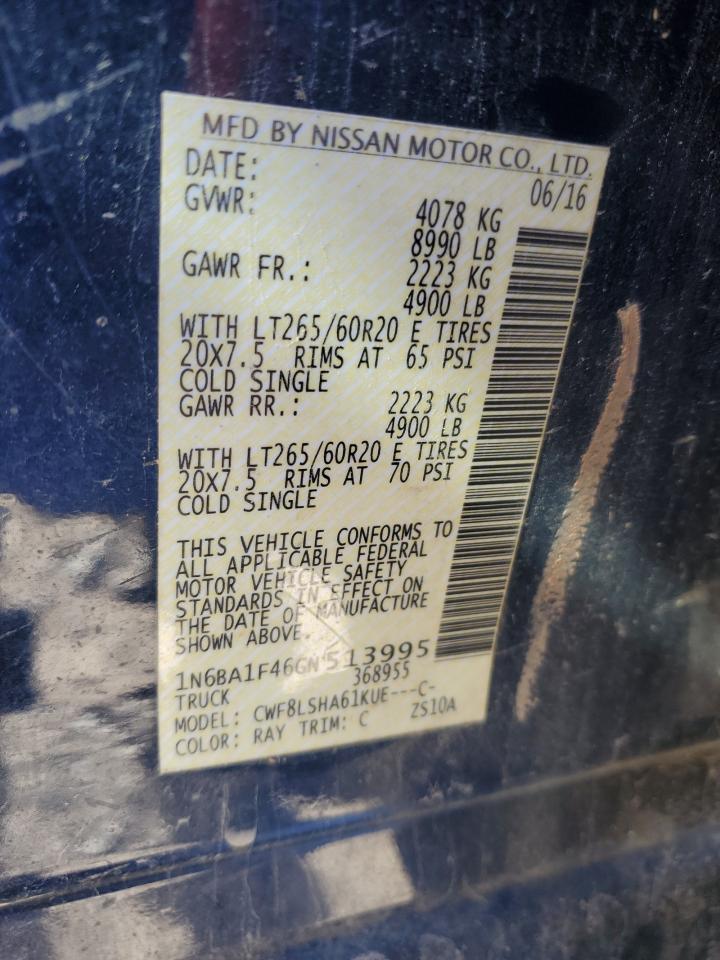 MFD BY NISSAN MOTOR CO., LTD.
DATE: 06/16
GVWR: 4078 KG
8990 LB
GAWR FR.: 2223 KG
4900 LB
WITH LT265/60R20 E TIRES
20X7.5 RIMS AT 65 PSI
COLD SINGLE
GAWR RR.: 2223 KG
4900 LB
WITH LT265/60R20 E TIRES
20X7.5 RIMS AT 70 PSI
COLD SINGLE
THIS VEHICLE CONFORMS TO
ALL APPLICABLE FEDERAL
MOTOR VEHICLE SAFETY
STANDARDS IN EFFECT ON
THE DATE OF MANUFACTURE
SHOWN ABOVE.
1N6BA1F46GN513995
TRUCK 368955
MODEL: CWF8LSHA61KUE---C-
COLOR: RAY TRIM: C ZS10A